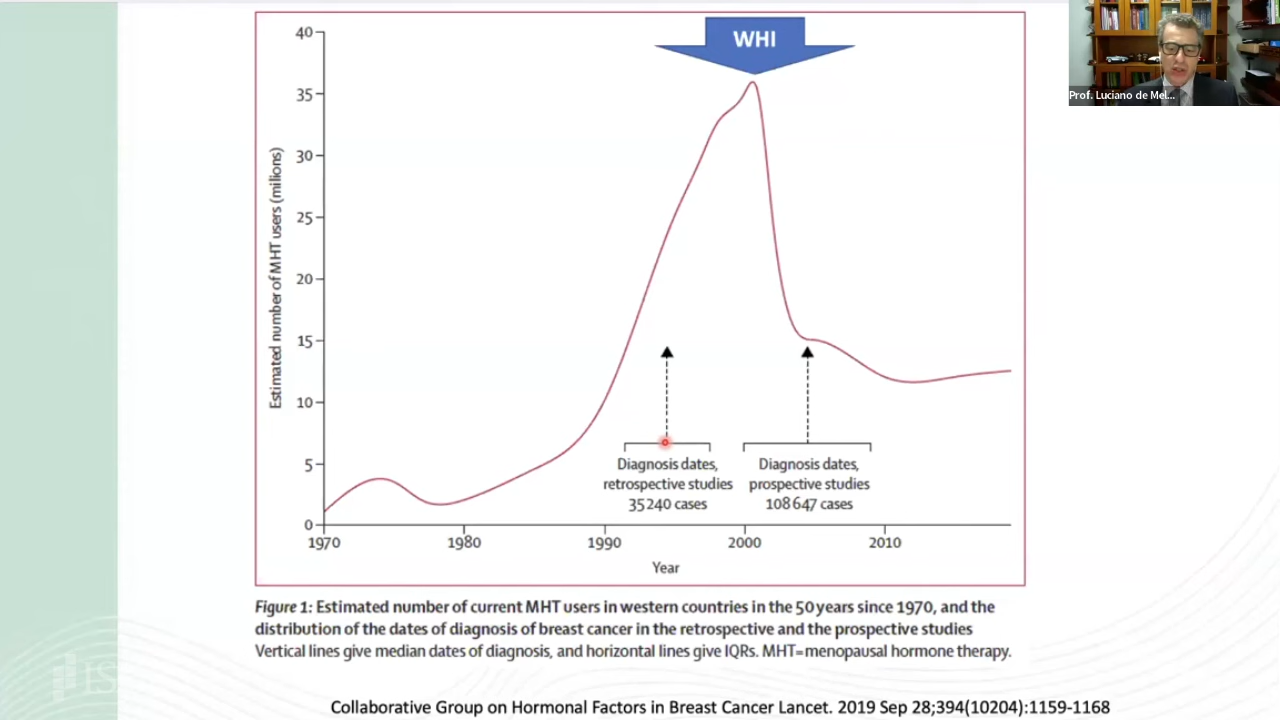 WHI
Prof. Luciano de Mel...
Estimated number of MHT users (milions)
40
35
30
25
20
15
10
5
0
Diagnosis dates,
retrospective studies
35 240 cases
Diagnosis dates,
prospective studies
108 647 cases
1970
1980
1990
2000
2010
Year
Figure 1: Estimated number of current MHT users in western countries in the 50 years since 1970, and the
distribution of the dates of diagnosis of breast cancer in the retrospective and the prospective studies
Vertical lines give median dates of diagnosis, and horizontal lines give IQRs. MHT=menopausal hormone therapy.
Collaborative Group on Hormonal Factors in Breast Cancer Lancet. 2019 Sep 28;394(10204):1159-1168